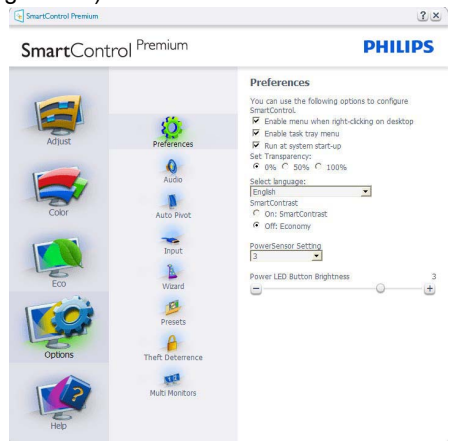 SmartControl Premium
SmartControl Premium
PHILIPS
Adjust
Color
Eco
Options
Help
Preferences
Audio
Auto Pivot
Input
Wizard
Presets
Theft Deterrence
Multi Monitors
Preferences
You can use the following options to configure
SmartControl.
Enable menu when right-clicking on desktop
Enable task tray menu
Run at system start-up
Set Transparency:
0% 50% 100%
Select language:
English
SmartContrast
On: SmartContrast
Off: Economy
PowerSensor Setting
3
Power LED Button Brightness 3